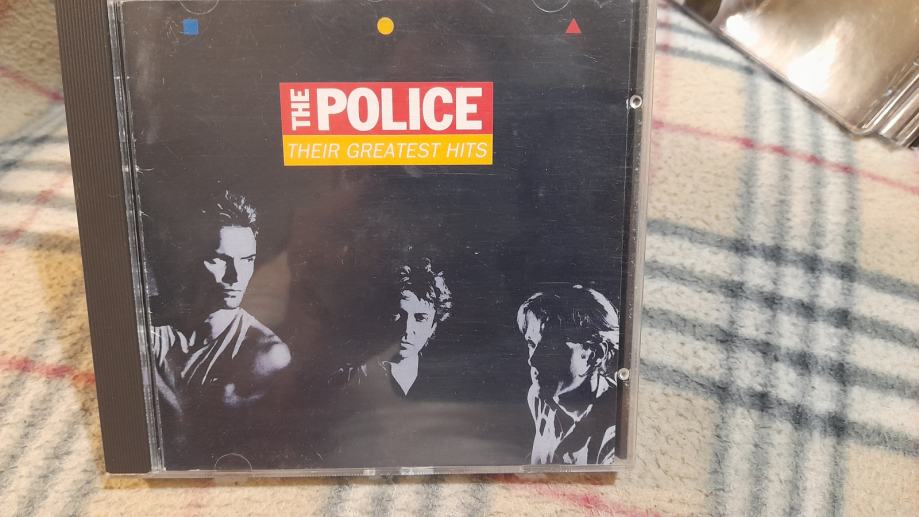 THE POLICE
THEIR GREATEST HITS